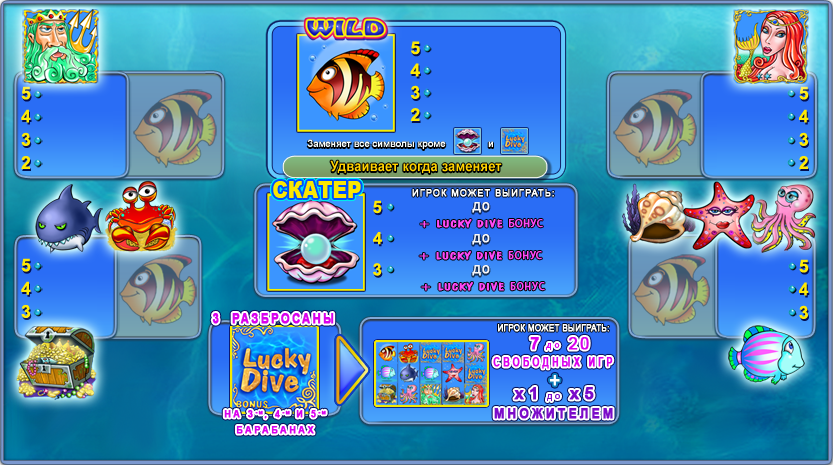 WILD
5
4
3
2
Заменяет все символы кроме и
Lucky Dive
Удваивает когда заменяет
5
4
3
2
5
4
3
2
СКАТЕР
5
4
3
ИГРОК МОЖЕТ ВЫИГРАТЬ:
ДО
+ LUCKY DIVE БОНУС
ДО
+ LUCKY DIVE БОНУС
ДО
+ LUCKY DIVE БОНУС
5
4
3
5
4
3
3 РАЗБРОСАНЫ
Lucky
Dive
BONUS
НА 3-М, 4-М И 5-М
БАРАБАНАХ
ИГРОК МОЖЕТ ВЫИГРАТЬ:
7 ДО 20
СВОБОДНЫХ ИГР
+
X1 ДО X5
МНОЖИТЕЛЕМ